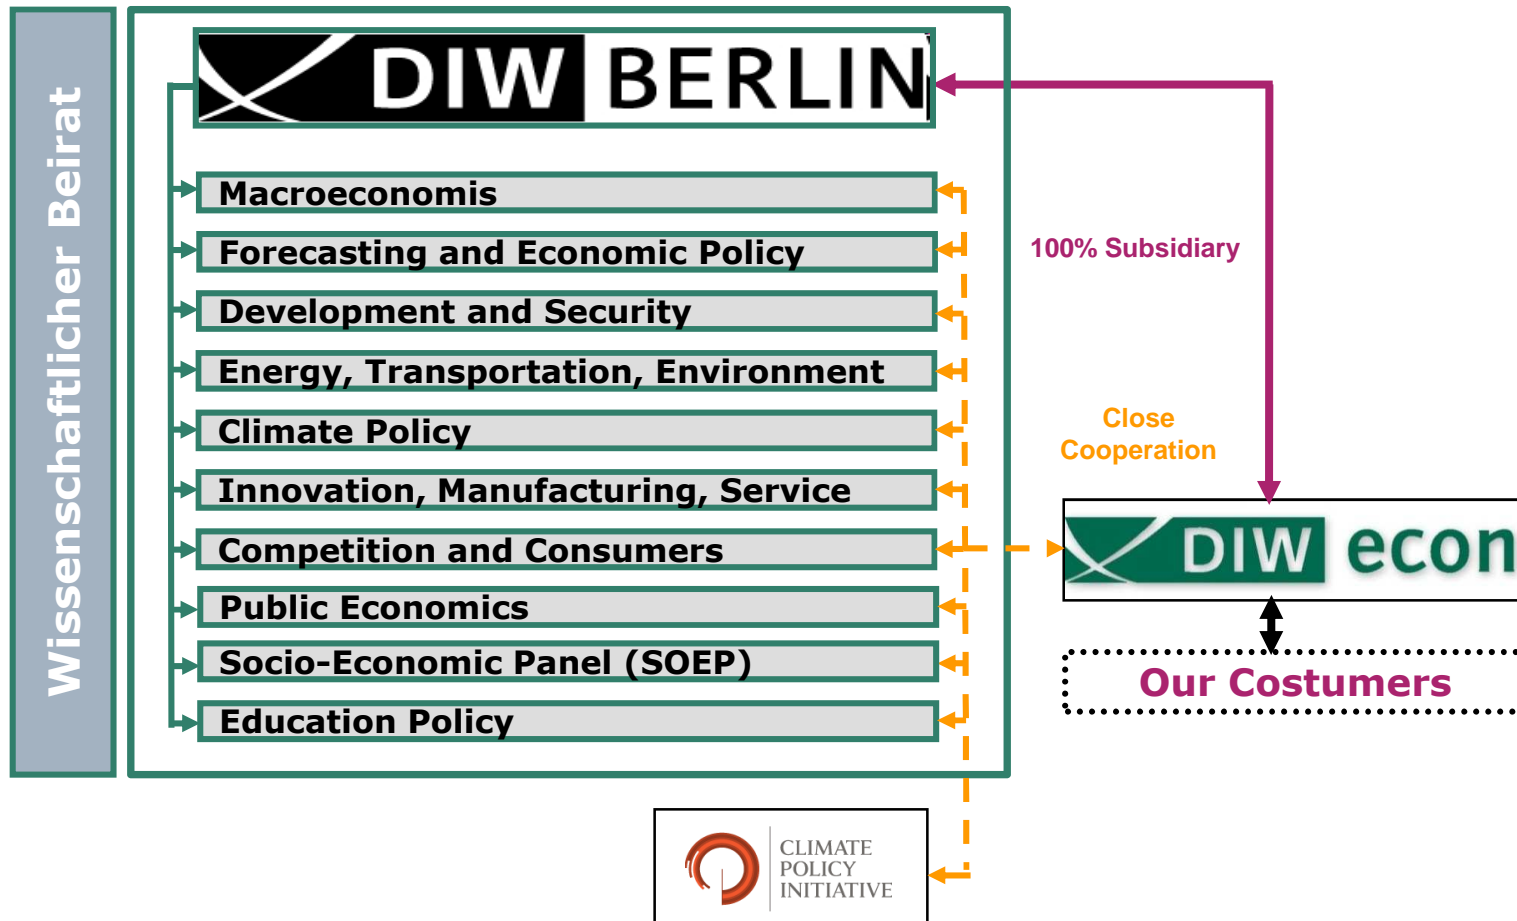 Wissenschaftlicher Beirat
DIW BERLIN
Macroeconomis
Forecasting and Economic Policy
Development and Security
Energy, Transportation, Environment
Climate Policy
Innovation, Manufacturing, Service
Competition and Consumers
Public Economics
Socio-Economic Panel (SOEP)
Education Policy
100% Subsidiary
Close
Cooperation
DIW econ
Our Costumers
CLIMATE
POLICY
INITIATIVE